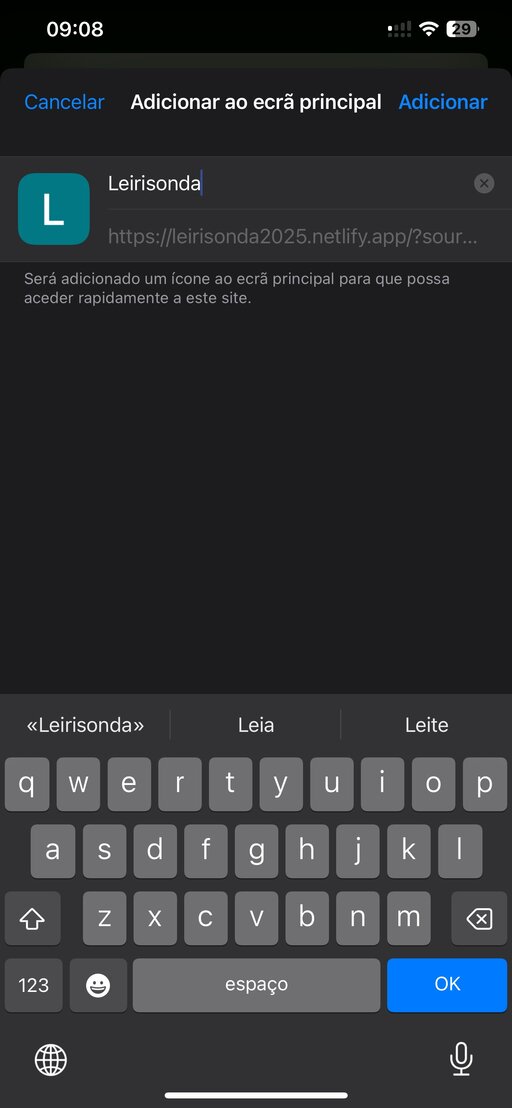 09:08
29
Cancelar Adicionar ao ecrã principal Adicionar
L
Leirisonda
https://leirisonda2025.netlify.app/?sour...
Será adicionado um ícone ao ecrã principal para que possa
aceder rapidamente a este site.
«Leirisonda» Leia Leite
q w e r t y u i o p
a s d f g h j k l
z x c v b n m
123 espaço OK